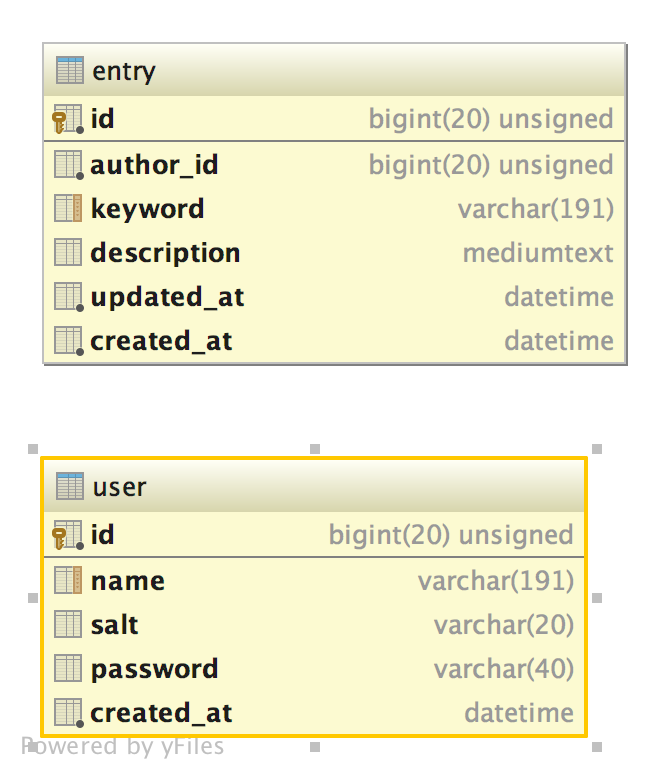 entry
id bigint(20) unsigned
author_id bigint(20) unsigned
keyword varchar(191)
description mediumtext
updated_at datetime
created_at datetime
user
id bigint(20) unsigned
name varchar(191)
salt varchar(20)
password varchar(40)
created_at datetime
Powered by yFiles